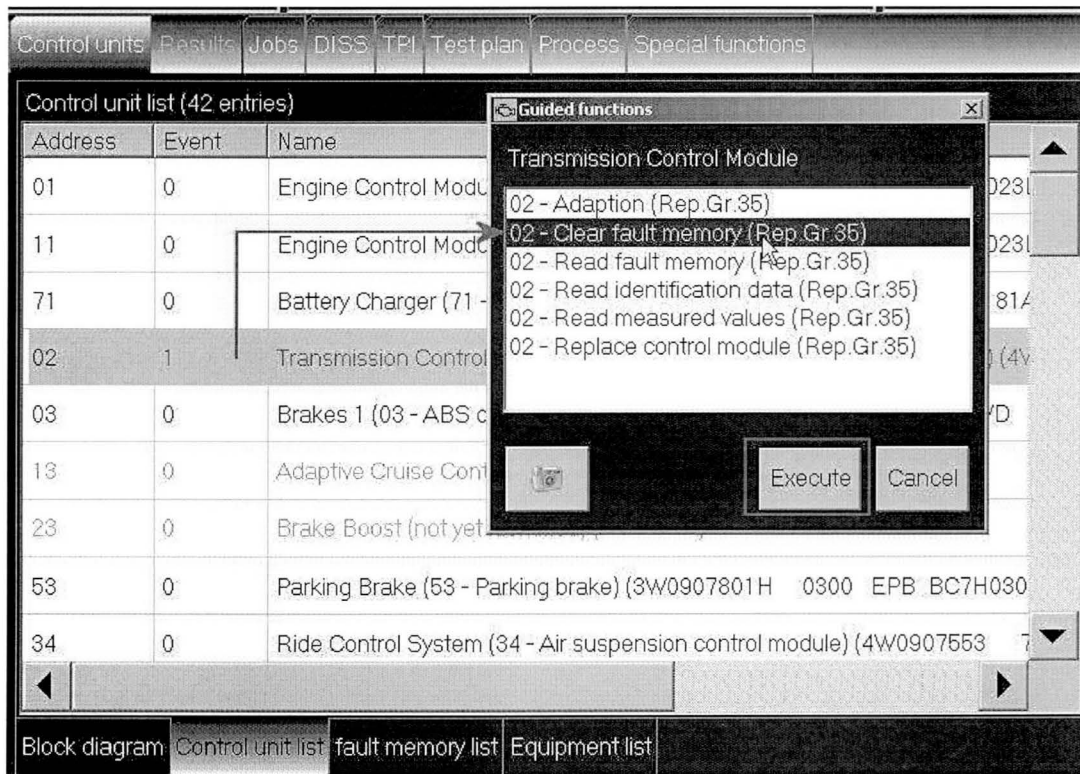 Control units Results Jobs DISS TPI Test plan Process Special functions
Control unit list (42 entries)
Address Event Name
01 0 Engine Control Modu 023L
11 0 Engine Control Modu 023L
71 0 Battery Charger (71 - 81A
02 1 Transmission Control ) (4V
03 0 Brakes 1 (03 - ABS c VD
13 0 Adaptive Cruise Cont
23 0 Brake Boost (not yet
53 0 Parking Brake (53 - Parking brake) (3W0907801H 0300 EPB BC7H030
34 0 Ride Control System (34 - Air suspension control module) (4W0907553 7
Guided functions
Transmission Control Module
02 - Adaption (Rep.Gr.35)
02 - Clear fault memory (Rep.Gr.35)
02 - Read fault memory (Rep.Gr.35)
02 - Read identification data (Rep.Gr.35)
02 - Read measured values (Rep.Gr.35)
02 - Replace control module (Rep.Gr.35)
Execute Cancel
Block diagram Control unit list fault memory list Equipment list